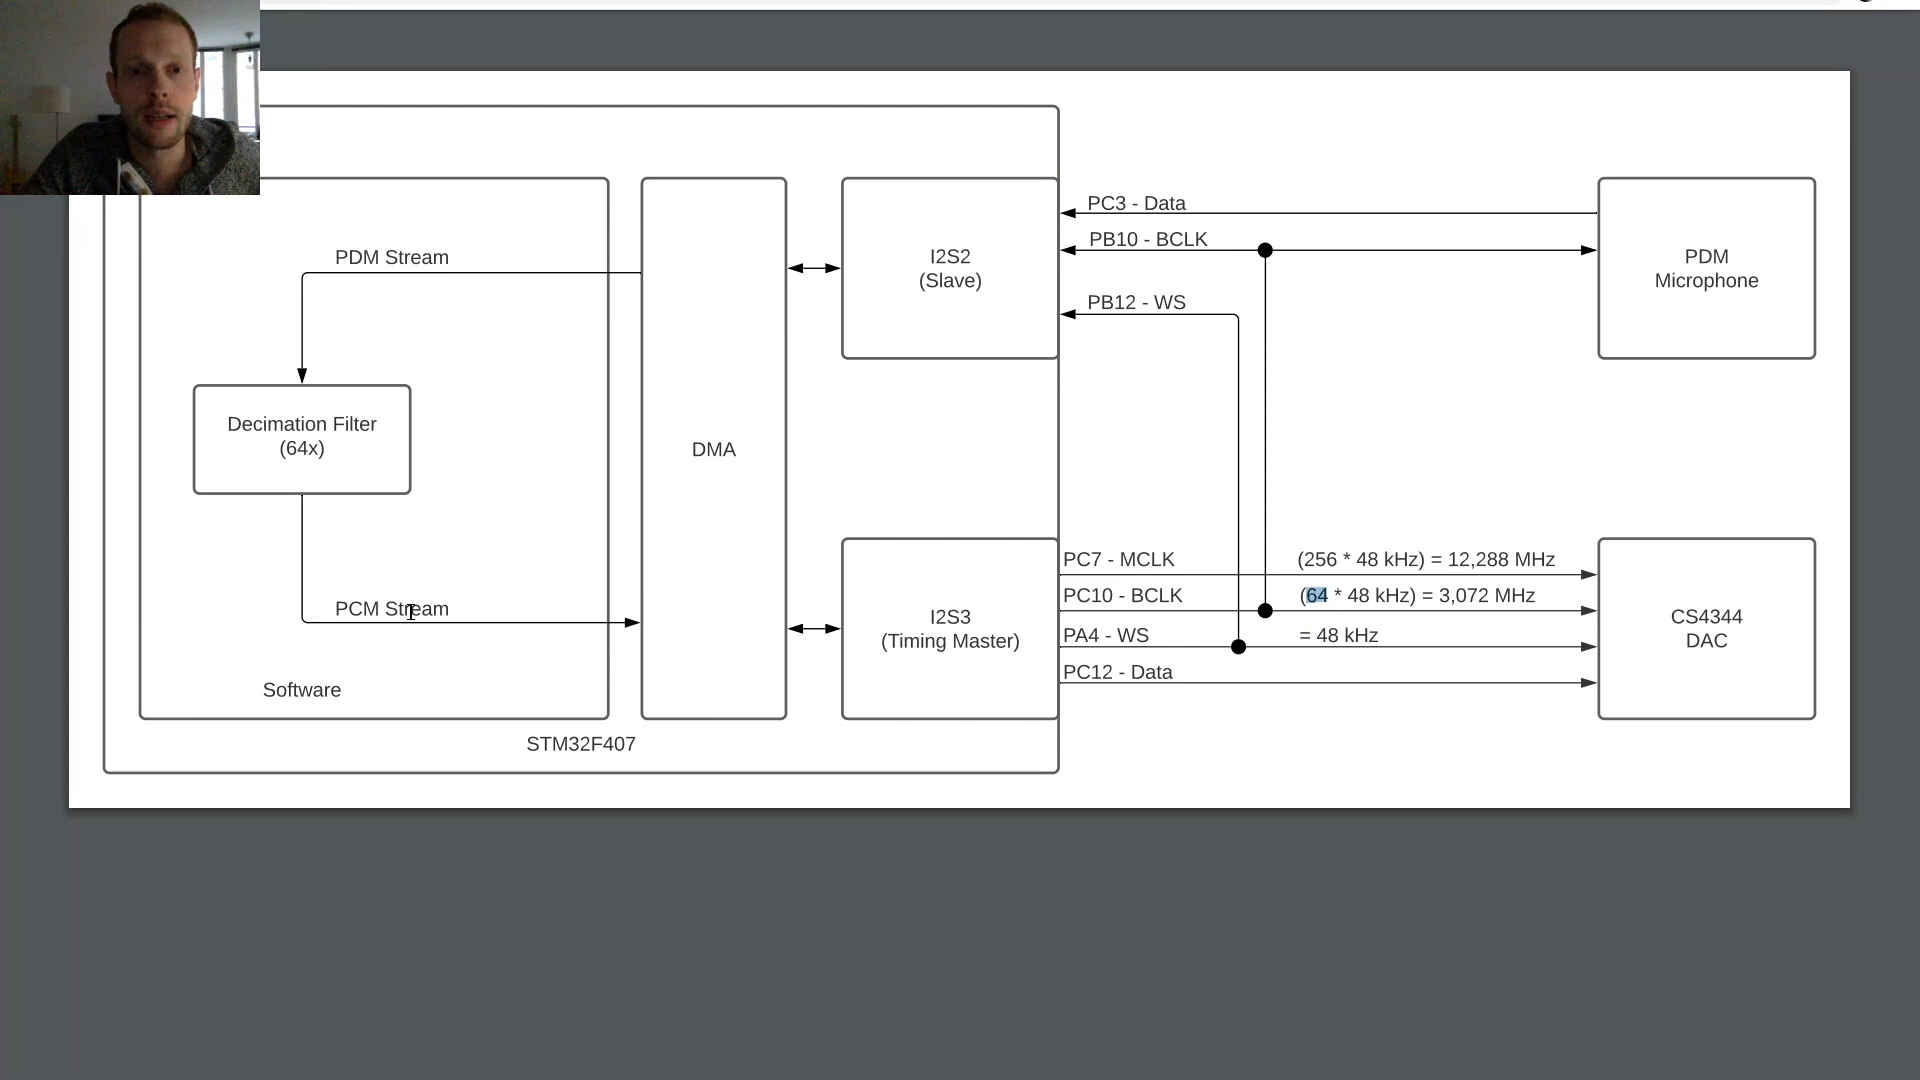 PDM Stream
Decimation Filter
(64x)
PCM Stream
Software
STM32F407
DMA
I2S2
(Slave)
I2S3
(Timing Master)
PC3 - Data
PB10 - BCLK
PB12 - WS
PDM
Microphone
PC7 - MCLK
(256 * 48 kHz) = 12,288 MHz
PC10 - BCLK
(64 * 48 kHz) = 3,072 MHz
PA4 - WS
= 48 kHz
PC12 - Data
CS4344
DAC